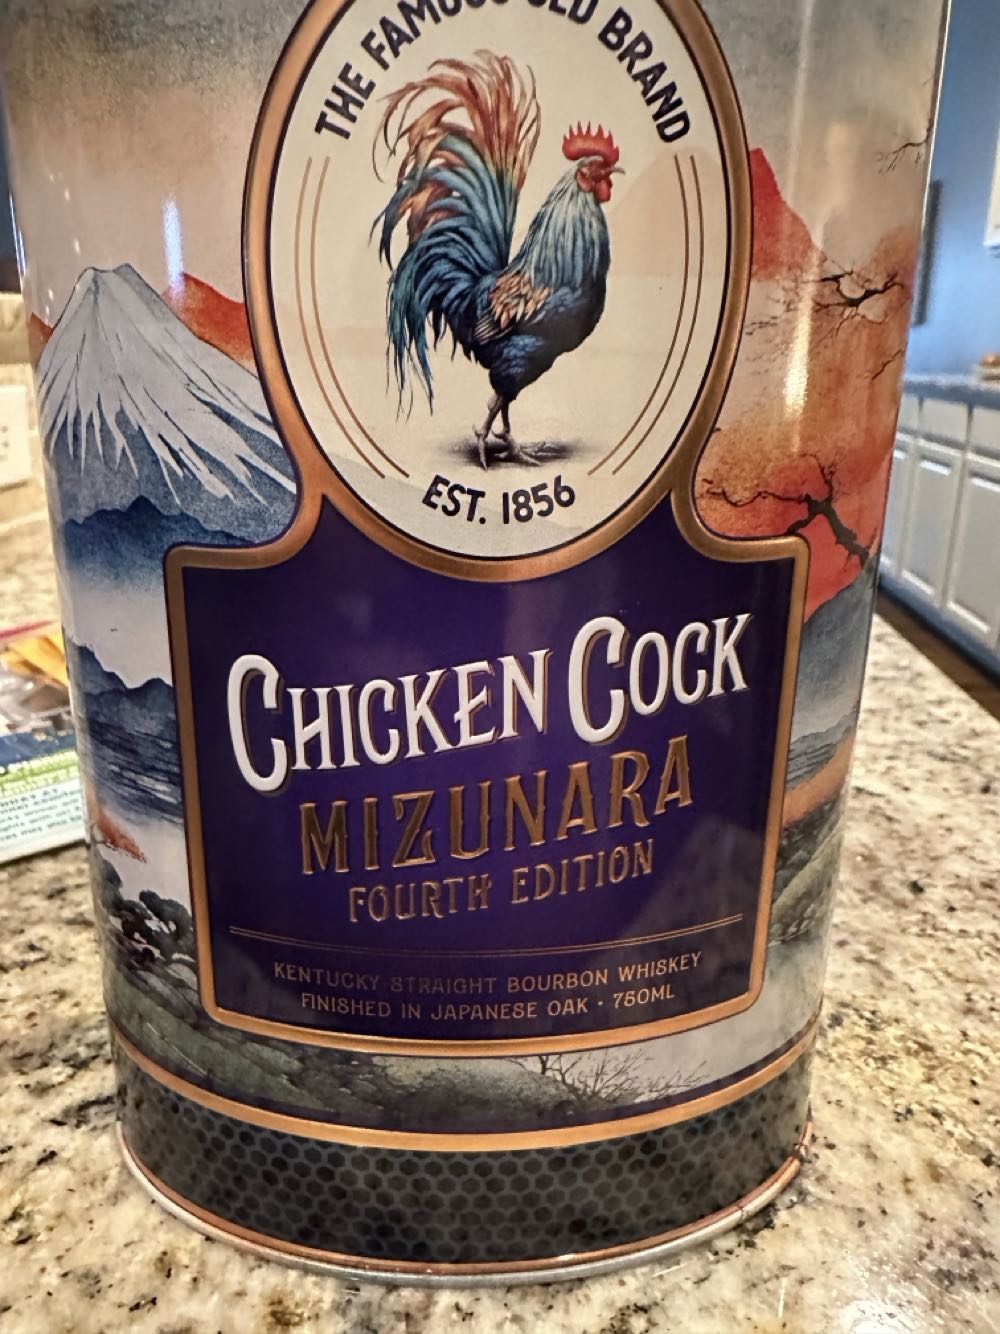 THE FAMOUS OLD BRAND
EST. 1856
CHICKEN COCK
MIZUNARA
FOURTH EDITION
KENTUCKY STRAIGHT BOURBON WHISKEY
FINISHED IN JAPANESE OAK • 750ML